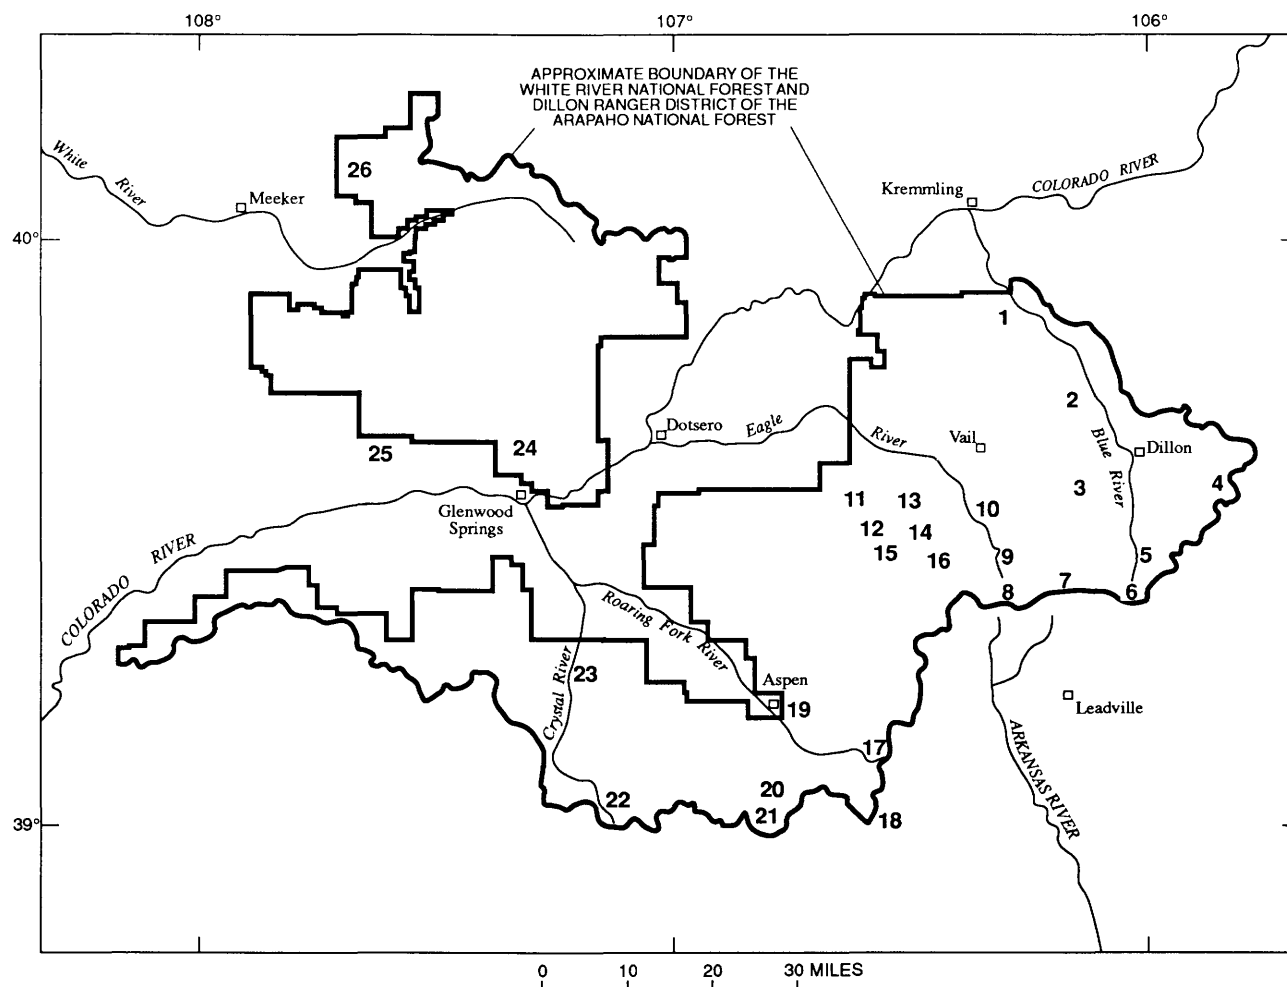 108°
107°
106°
APPROXIMATE BOUNDARY OF THE
WHITE RIVER NATIONAL FOREST AND
DILLON RANGER DISTRICT OF THE
ARAPAHO NATIONAL FOREST
White River
26
Meeker
Kremmling
COLORADO RIVER
40°
1
2
Dotsero
Eagle River
Vail
Blue River
Dillon
25
24
Glenwood
Springs
3
4
11
13
10
12
14
15
16
9
5
8
7
6
COLORADO RIVER
Roaring Fork River
Crystal River
23
Aspen
19
Leadville
17
ARKANSAS RIVER
20
22
21
18
39°
0
10
20
30 MILES